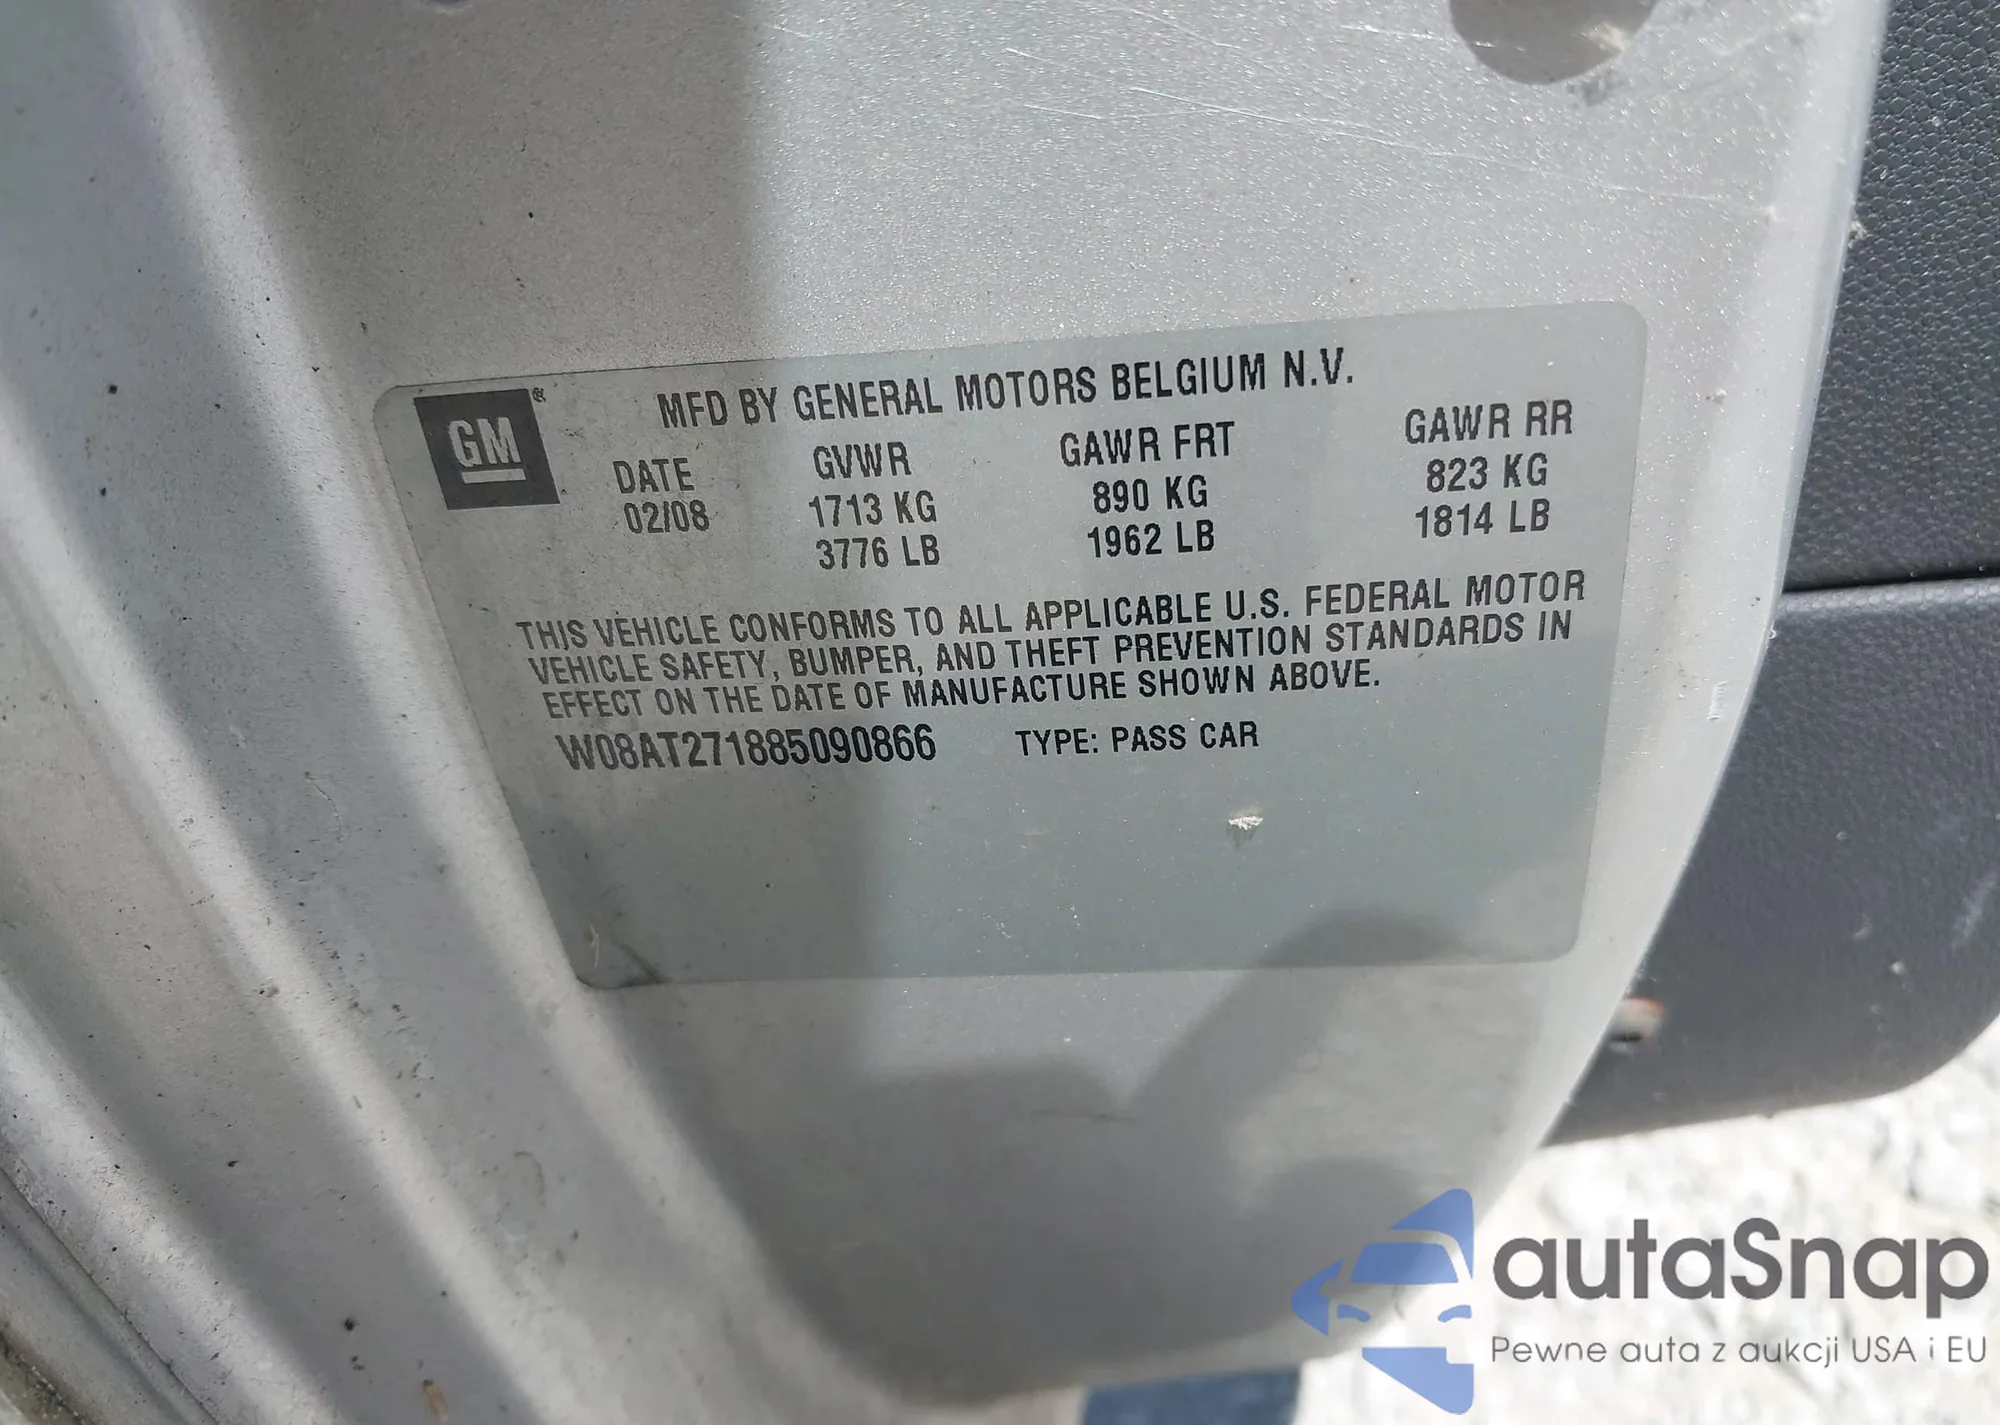 GM ®
MFD BY GENERAL MOTORS BELGIUM N.V.
DATE GVWR GAWR FRT GAWR RR
02/08 1713 KG 890 KG 823 KG
3776 LB 1962 LB 1814 LB
THIS VEHICLE CONFORMS TO ALL APPLICABLE U.S. FEDERAL MOTOR
VEHICLE SAFETY, BUMPER, AND THEFT PREVENTION STANDARDS IN
EFFECT ON THE DATE OF MANUFACTURE SHOWN ABOVE.
W08AT271885090866 TYPE: PASS CAR
autaSnap
Pewne auta z aukcji USA i EU